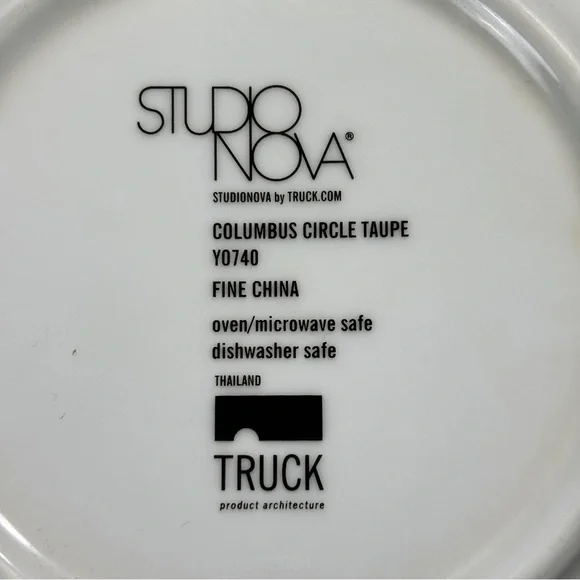 STUDIO
NOVA®
STUDIONOVA by TRUCK.COM
COLUMBUS CIRCLE TAUPE
Y0740
FINE CHINA
oven/microwave safe
dishwasher safe
THAILAND
TRUCK
product architecture